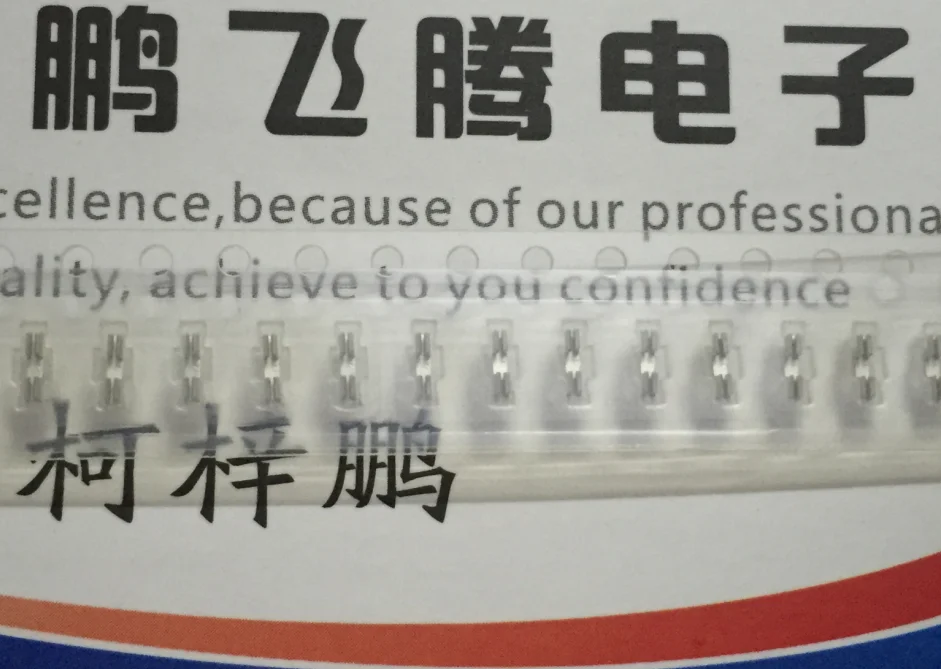 鹏飞腾电子
cellence,because of our professiona
ality, achieve to you confidence
柯梓鹏